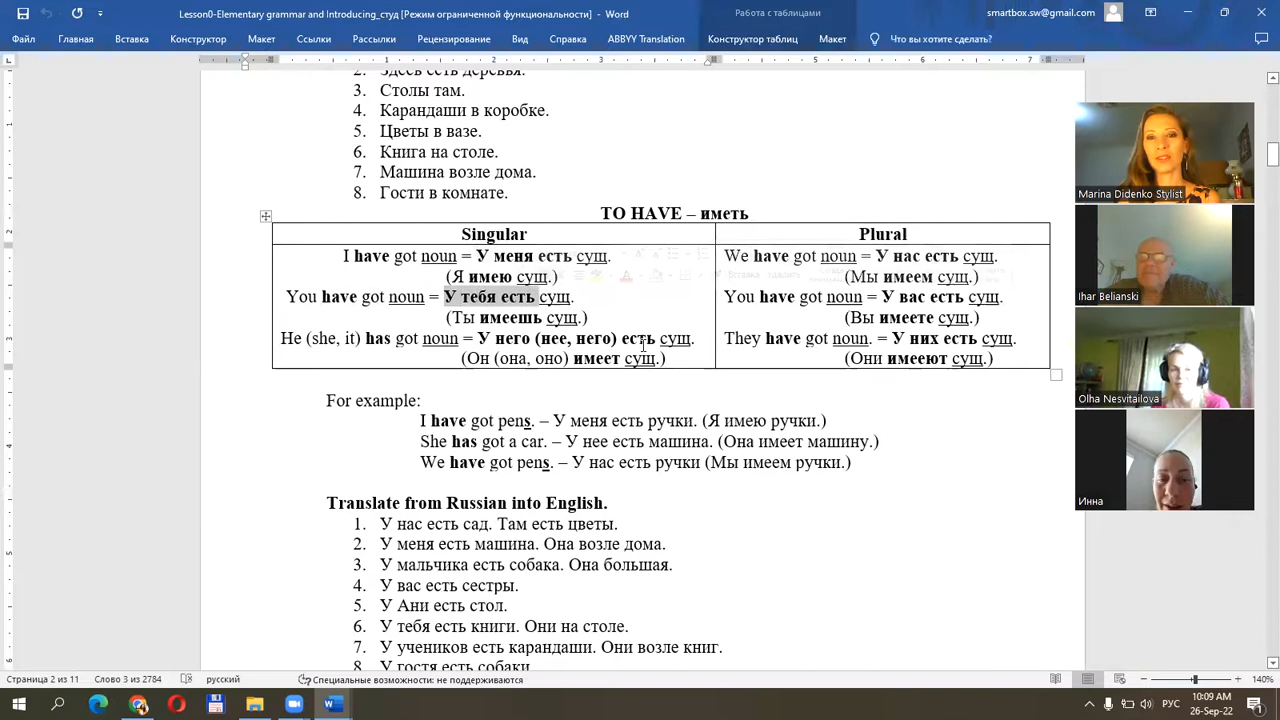 Lesson0-Elementary grammar and Introducing_студ [Режим ограниченной функциональности] - Word
Работа с таблицами
smartbox.sw@gmail.com
Файл Главная Вставка Конструктор Макет Ссылки Рассылки Рецензирование Вид Справка ABBYY Translation Конструктор таблиц Макет Что вы хотите сделать?
2. Здесь есть деревья.
3. Столы там.
4. Карандаши в коробке.
5. Цветы в вазе.
6. Книга на столе.
7. Машина возле дома.
8. Гости в комнате.
TO HAVE – иметь
Singular Plural
I have got noun = У меня есть сущ. We have got noun = У нас есть сущ.
(Я имею сущ.) (Мы имеем сущ.)
You have got noun = У тебя есть сущ. You have got noun = У вас есть сущ.
(Ты имеешь сущ.) (Вы имеете сущ.)
He (she, it) has got noun = У него (нее, него) есть сущ. They have got noun. = У них есть сущ.
(Он (она, оно) имеет сущ.) (Они имеют сущ.)
For example:
I have got pens. – У меня есть ручки. (Я имею ручки.)
She has got a car. – У нее есть машина. (Она имеет машину.)
We have got pens. – У нас есть ручки (Мы имеем ручки.)
Translate from Russian into English.
1. У нас есть сад. Там есть цветы.
2. У меня есть машина. Она возле дома.
3. У мальчика есть собака. Она большая.
4. У вас есть сестры.
5. У Ани есть стол.
6. У тебя есть книги. Они на столе.
7. У учеников есть карандаши. Они возле книг.
8. У гостя есть собаки.
Marina Didenko Stylist
Ihar Belianski
Olha Nesvitailova
Инна
Страница 2 из 11 Слово 3 из 2784 русский Специальные возможности: не поддерживаются 140%
РУС 10:09 AM
26-